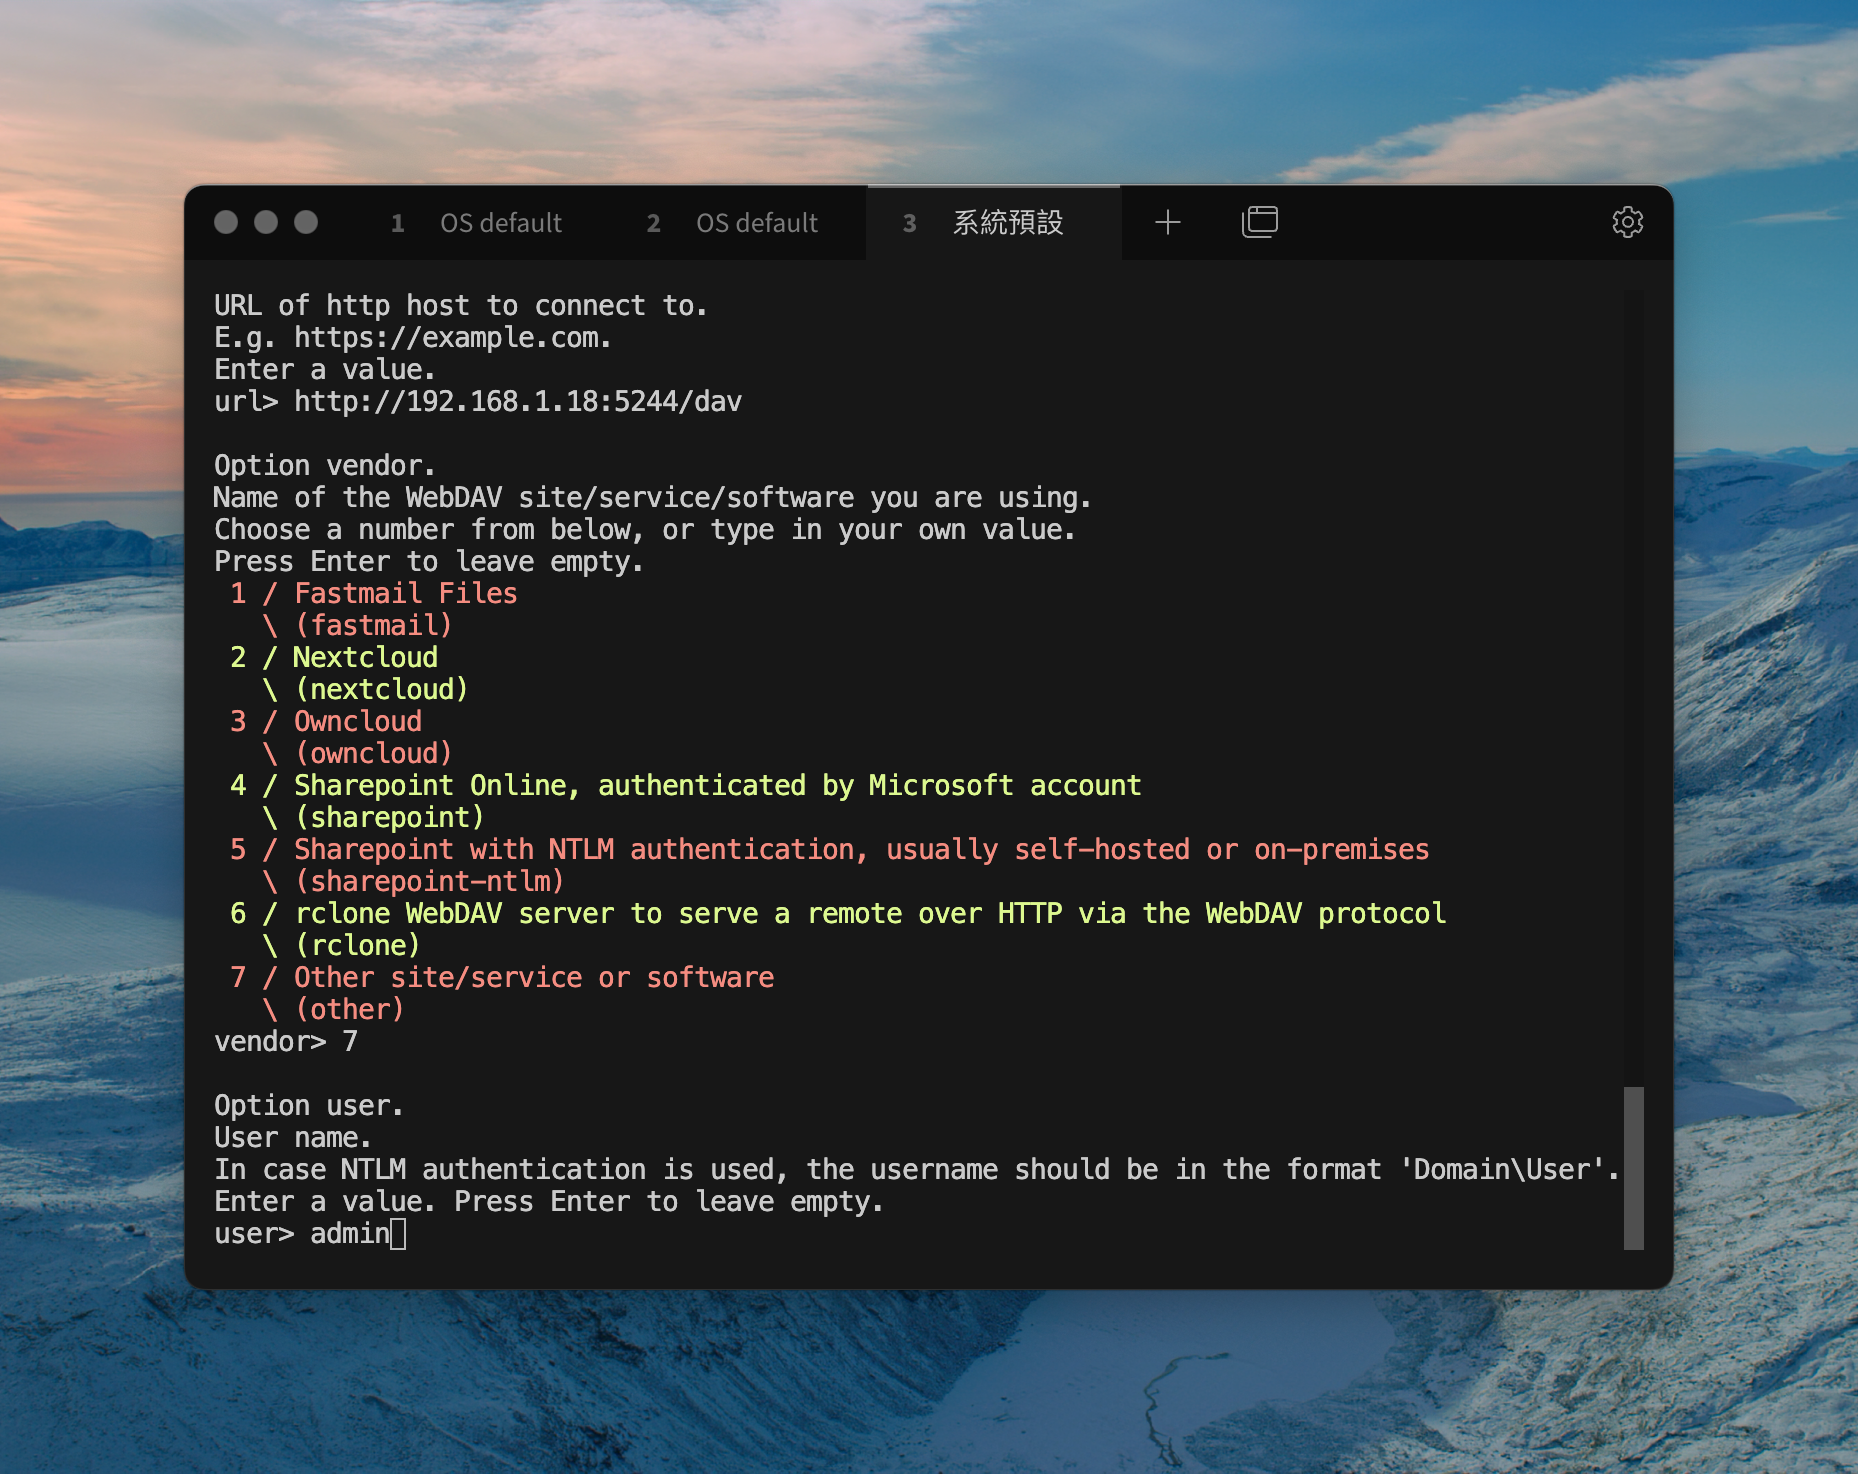 1 OS default 2 OS default 3 系統預設
URL of http host to connect to.
E.g. https://example.com.
Enter a value.
url> http://192.168.1.18:5244/dav
Option vendor.
Name of the WebDAV site/service/software you are using.
Choose a number from below, or type in your own value.
Press Enter to leave empty.
1 / Fastmail Files
\ (fastmail)
2 / Nextcloud
\ (nextcloud)
3 / Owncloud
\ (owncloud)
4 / Sharepoint Online, authenticated by Microsoft account
\ (sharepoint)
5 / Sharepoint with NTLM authentication, usually self-hosted or on-premises
\ (sharepoint-ntlm)
6 / rclone WebDAV server to serve a remote over HTTP via the WebDAV protocol
\ (rclone)
7 / Other site/service or software
\ (other)
vendor> 7
Option user.
User name.
In case NTLM authentication is used, the username should be in the format 'Domain\User'.
Enter a value. Press Enter to leave empty.
user> admin